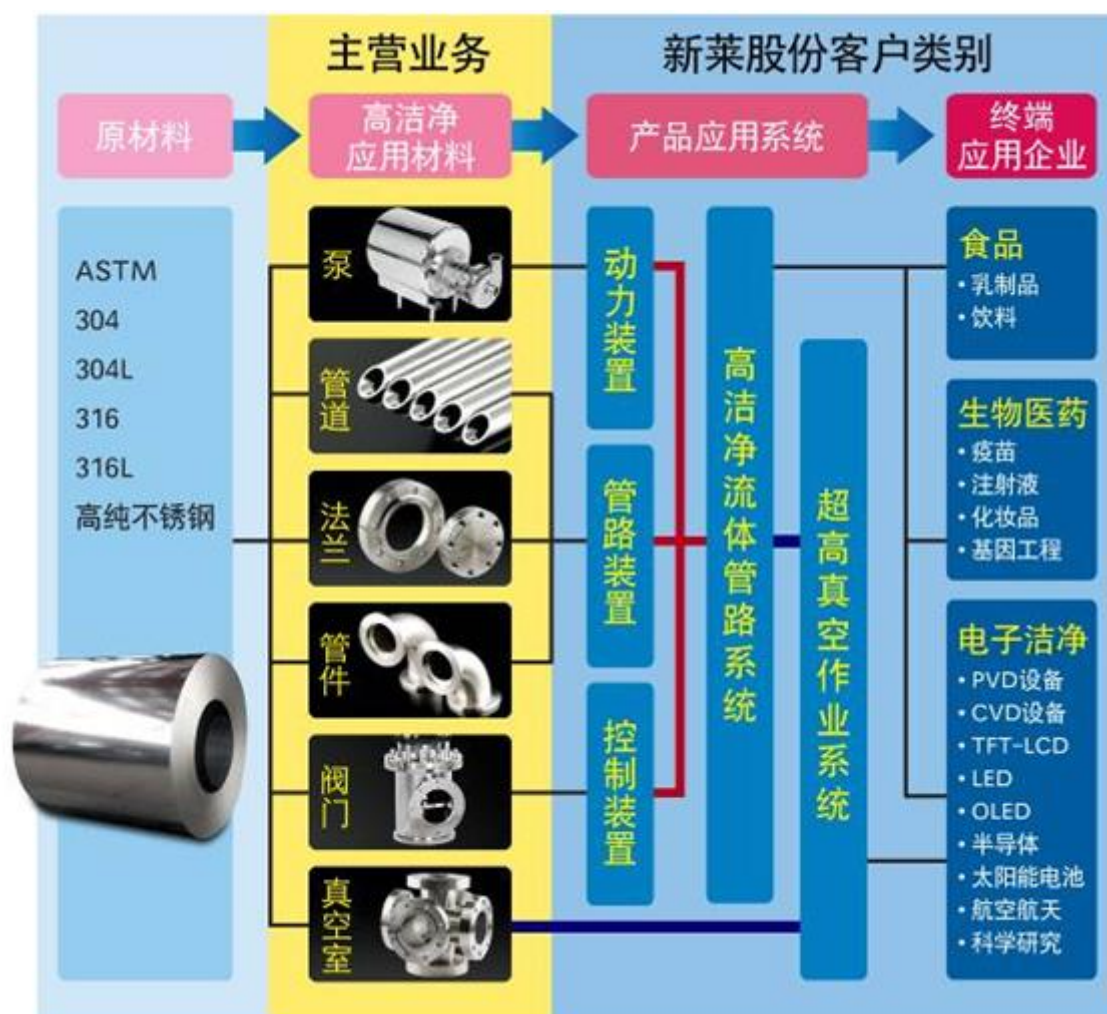 主营业务
新莱股份客户类别
原材料
高洁净
应用材料
产品应用系统
终端
应用企业
ASTM
304
304L
316
316L
高纯不锈钢
泵
管道
法兰
管件
阀门
真空室
动力装置
管路装置
控制装置
高洁净流体管路系统
超高真空作业系统
食品
•乳制品
•饮料
生物医药
•疫苗
•注射液
•化妆品
•基因工程
电子洁净
•PVD设备
•CVD设备
•TFT-LCD
•LED
•OLED
•半导体
•太阳能电池
•航空航天
•科学研究